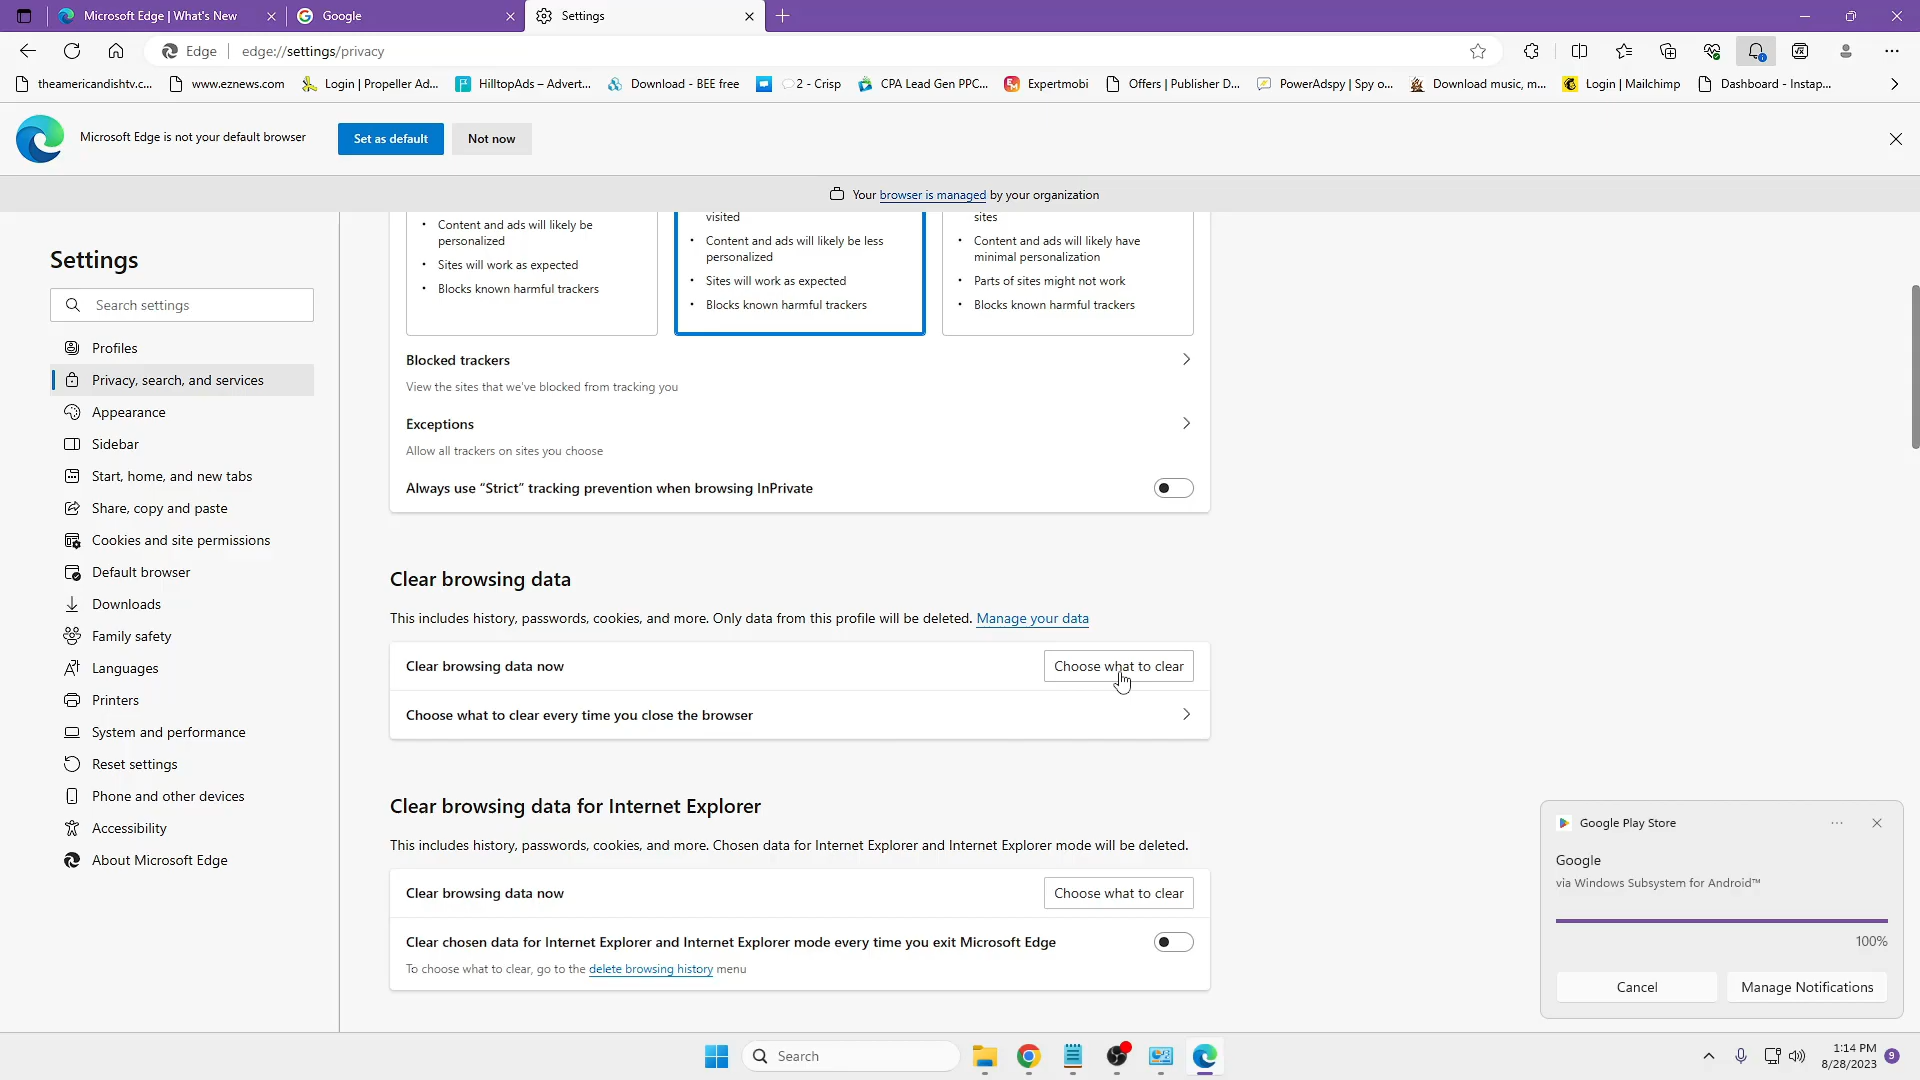 Microsoft Edge | What's New
Google
Settings
Edge
edge://settings/privacy
theamericandishtv.c...
www.eznews.com
Login | Propeller Ad...
HilltopAds – Advert...
Download - BEE free
2 - Crisp
CPA Lead Gen PPC...
Expertmobi
Offers | Publisher D...
PowerAdspy | Spy o...
Download music, m...
Login | Mailchimp
Dashboard - Instap...
Microsoft Edge is not your default browser
Set as default
Not now
Your browser is managed by your organization
Settings
Search settings
Profiles
Privacy, search, and services
Appearance
Sidebar
Start, home, and new tabs
Share, copy and paste
Cookies and site permissions
Default browser
Downloads
Family safety
Languages
Printers
System and performance
Reset settings
Phone and other devices
Accessibility
About Microsoft Edge
Content and ads will likely be
personalized
Sites will work as expected
Blocks known harmful trackers
visited
Content and ads will likely be less
personalized
Sites will work as expected
Blocks known harmful trackers
sites
Content and ads will likely have
minimal personalization
Parts of sites might not work
Blocks known harmful trackers
Blocked trackers
View the sites that we've blocked from tracking you
Exceptions
Allow all trackers on sites you choose
Always use “Strict” tracking prevention when browsing InPrivate
Clear browsing data
This includes history, passwords, cookies, and more. Only data from this profile will be deleted. Manage your data
Clear browsing data now
Choose what to clear
Choose what to clear every time you close the browser
Clear browsing data for Internet Explorer
This includes history, passwords, cookies, and more. Chosen data for Internet Explorer and Internet Explorer mode will be deleted.
Clear browsing data now
Choose what to clear
Clear chosen data for Internet Explorer and Internet Explorer mode every time you exit Microsoft Edge
To choose what to clear, go to the delete browsing history menu
Google Play Store
Google
via Windows Subsystem for Android™
100%
Cancel
Manage Notifications
Search
1:14 PM
8/28/2023
9